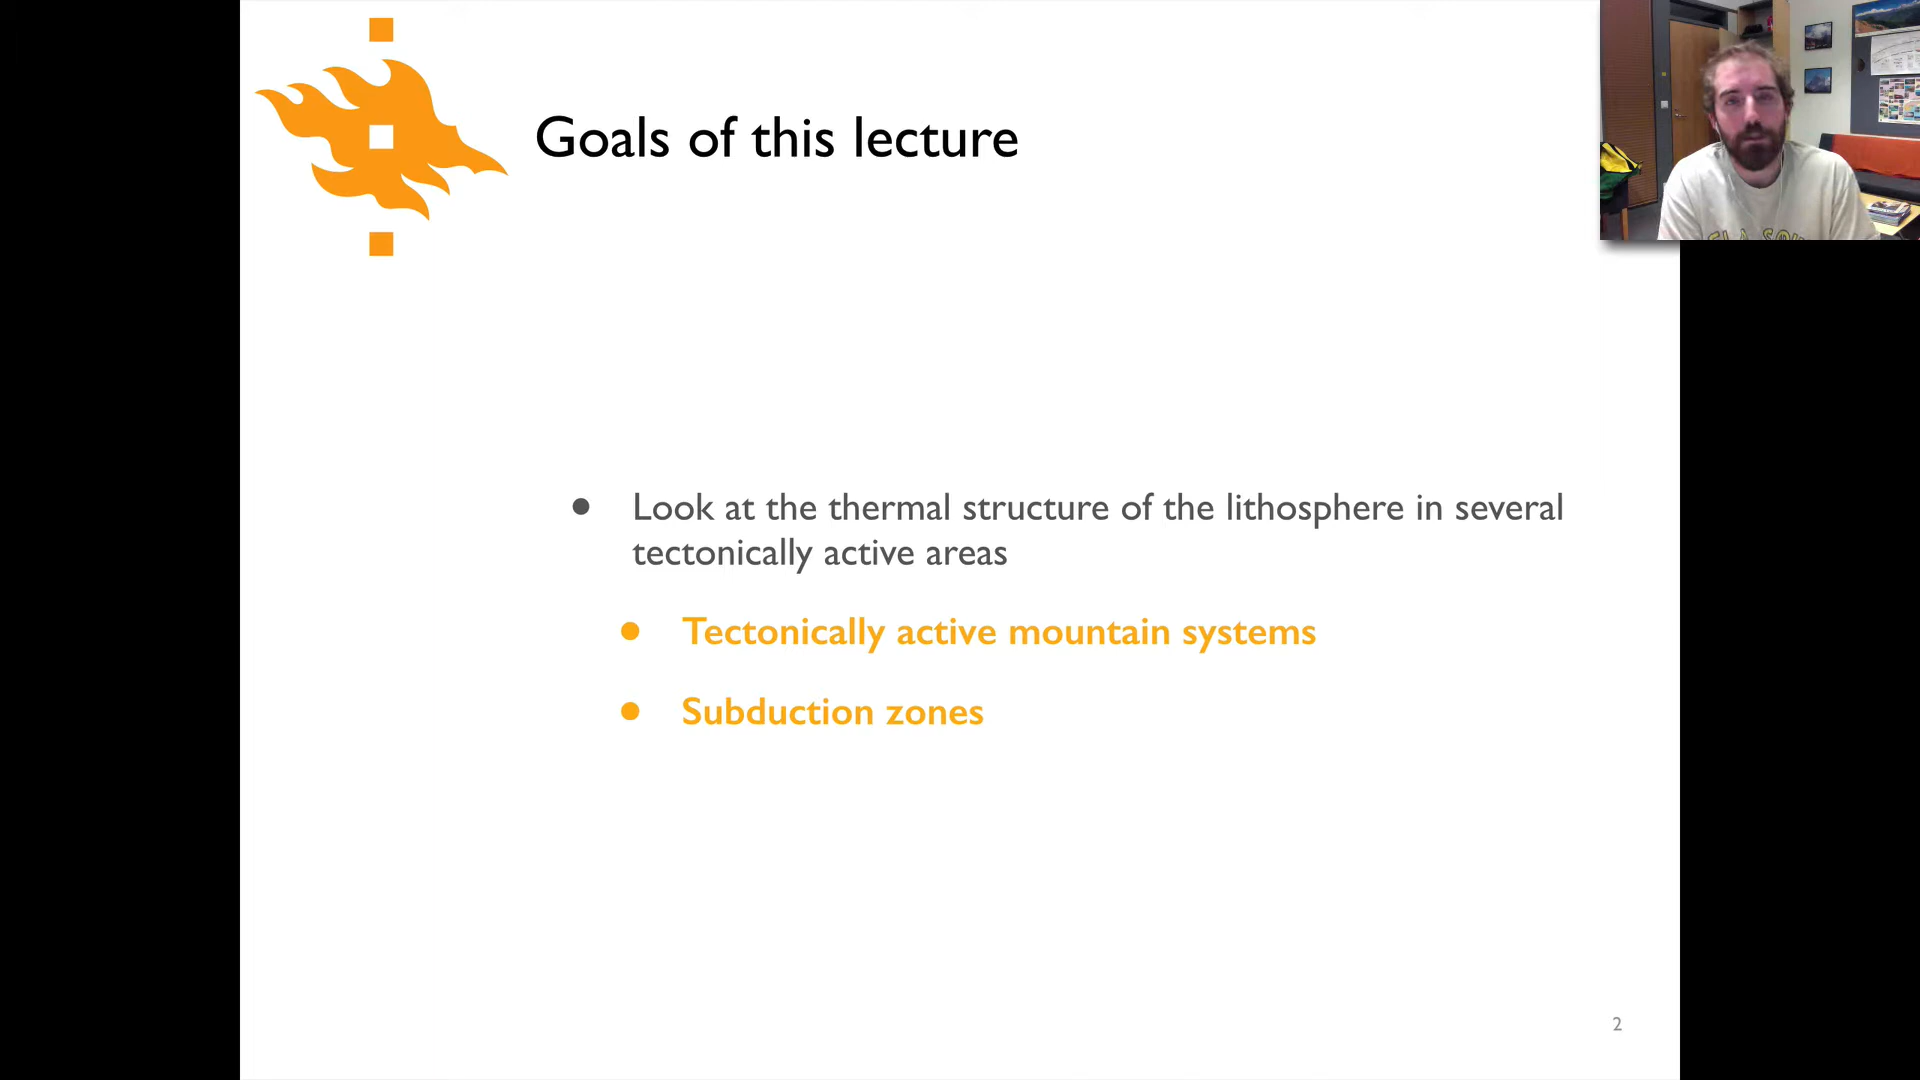 Goals of this lecture
Look at the thermal structure of the lithosphere in several
tectonically active areas
Tectonically active mountain systems
Subduction zones
2